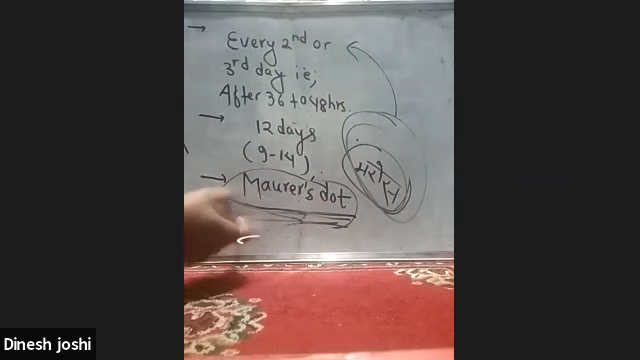 → Every 2nd or
3rd day ie;
After 36 to 48hrs.
→ 12 days
(9-14)
→ Maurer's dot
Dinesh joshi